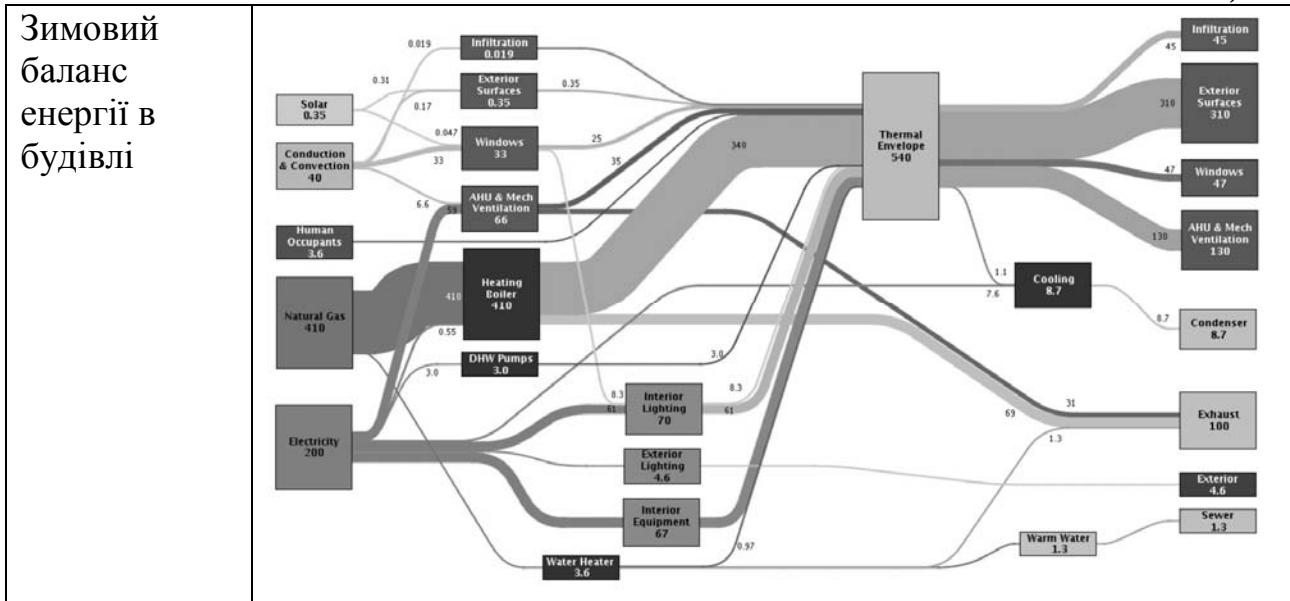 Зимовий
баланс
енергії в
будівлі
Solar
0.35
Conduction
& Convection
40
Human
Occupants
3.6
Natural Gas
410
Electricity
200
0.019
0.31
0.17
0.047
33
6.6
59
410
0.55
3.0
Infiltration
0.019
Exterior
Surfaces
0.35
Windows
33
AHU & Mech
Ventilation
66
Heating
Boiler
410
DHW Pumps
3.0
Water Heater
3.6
0.35
25
35
340
3.0
8.3
61
Interior
Lighting
70
Exterior
Lighting
4.6
Interior
Equipment
67
8.3
61
0.97
Thermal
Envelope
540
1.1
7.6
Cooling
8.7
69
31
1.3
Warm Water
1.3
45
310
47
130
8.7
Infiltration
45
Exterior
Surfaces
310
Windows
47
AHU & Mech
Ventilation
130
Condenser
8.7
Exhaust
100
Exterior
4.6
Sewer
1.3